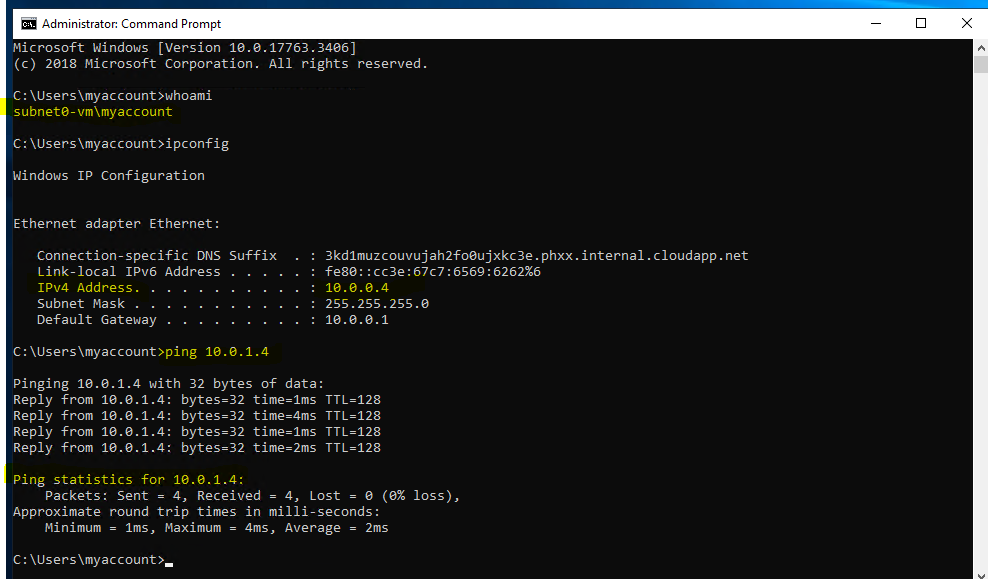 Administrator: Command Prompt
Microsoft Windows [Version 10.0.17763.3406]
(c) 2018 Microsoft Corporation. All rights reserved.
C:\Users\myaccount>whoami
subnet0-vm\myaccount
C:\Users\myaccount>ipconfig
Windows IP Configuration
Ethernet adapter Ethernet:
Connection-specific DNS Suffix  . : 3kd1muzcouvujah2fo0ujxkc3e.phxx.internal.cloudapp.net
Link-local IPv6 Address . . . . . : fe80::cc3e:67c7:6569:6262%6
IPv4 Address. . . . . . . . . . . : 10.0.0.4
Subnet Mask . . . . . . . . . . . : 255.255.255.0
Default Gateway . . . . . . . . . : 10.0.0.1
C:\Users\myaccount>ping 10.0.1.4
Pinging 10.0.1.4 with 32 bytes of data:
Reply from 10.0.1.4: bytes=32 time=1ms TTL=128
Reply from 10.0.1.4: bytes=32 time=4ms TTL=128
Reply from 10.0.1.4: bytes=32 time=1ms TTL=128
Reply from 10.0.1.4: bytes=32 time=2ms TTL=128
Ping statistics for 10.0.1.4:
Packets: Sent = 4, Received = 4, Lost = 0 (0% loss),
Approximate round trip times in milli-seconds:
Minimum = 1ms, Maximum = 4ms, Average = 2ms
C:\Users\myaccount>